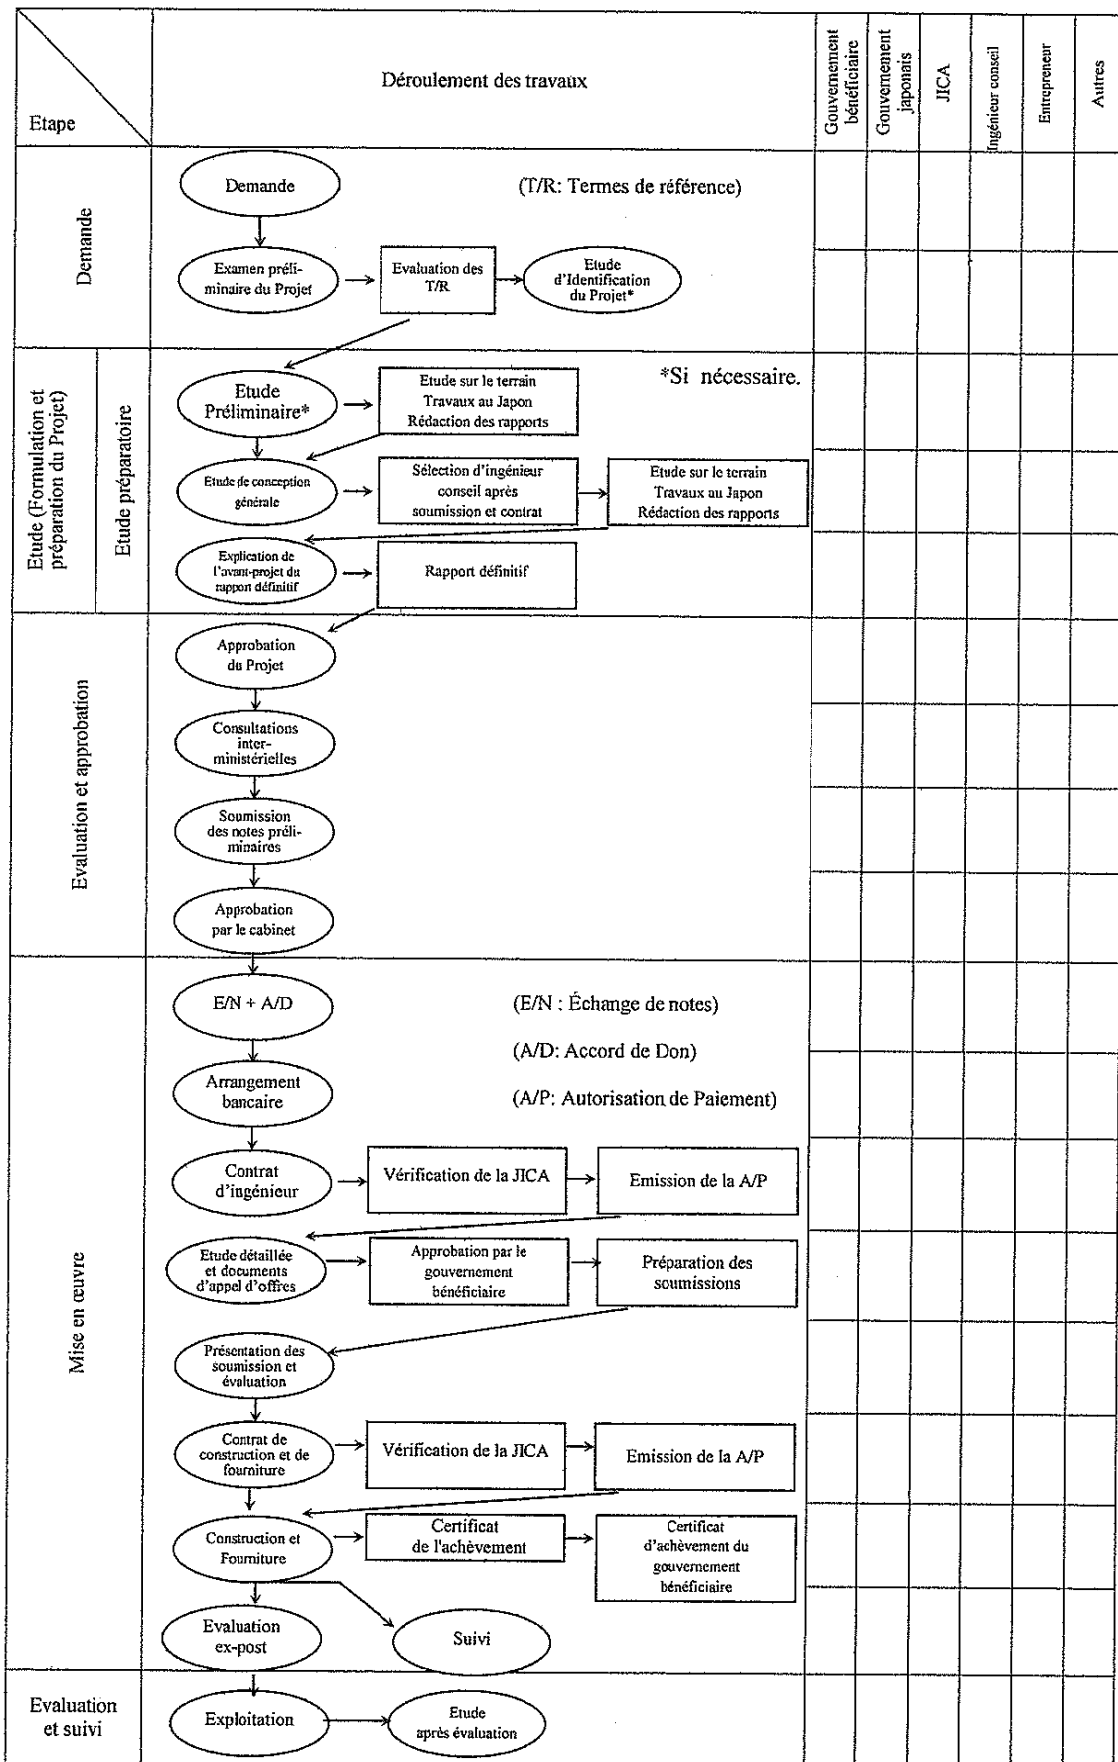 Etape
Déroulement des travaux
Gouvernement
bénéficiaire
Gouvernement
japonais
JICA
Ingénieur conseil
Entrepreneur
Autres
Demande
Demande
(T/R: Termes de référence)
Examen préli-
minaire du Projet
Evaluation des
T/R
Etude
d'Identification
du Projet*
Etude (Formulation et
préparation du Projet)
Etude préparatoire
Etude
Préliminaire*
Etude sur le terrain
Travaux au Japon
Rédaction des rapports
*Si nécessaire.
Etude de conception
générale
Sélection d'ingénieur
conseil après
soumission et contrat
Etude sur le terrain
Travaux au Japon
Rédaction des rapports
Explication de
l'avant-projet du
rapport définitif
Rapport définitif
Evaluation et approbation
Approbation
du Projet
Consultations
inter-
ministérielles
Soumission
des notes préli-
minaires
Approbation
par le cabinet
Mise en œuvre
E/N + A/D
(E/N : Échange de notes)
(A/D: Accord de Don)
Arrangement
bancaire
(A/P: Autorisation de Paiement)
Contrat
d'ingénieur
Vérification de la JICA
Emission de la A/P
Etude détaillée
et documents
d'appel d'offres
Approbation par le
gouvernement
bénéficiaire
Préparation des
soumissions
Présentation des
soumission et
évaluation
Contrat de
construction et de
fourniture
Vérification de la JICA
Emission de la A/P
Construction et
Fourniture
Certificat
de l'achèvement
Certificat
d'achèvement du
gouvernement
bénéficiaire
Evaluation
ex-post
Suivi
Evaluation
et suivi
Exploitation
Etude
après évaluation